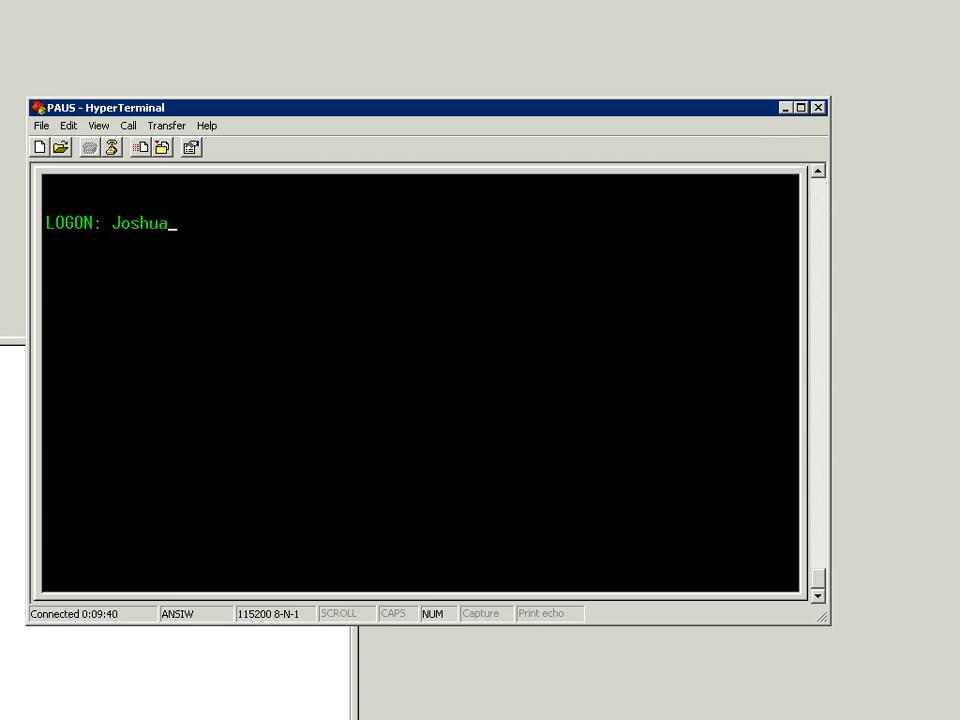 PAUS - HyperTerminal
File Edit View Call Transfer Help
LOGON: Joshua_
Connected 0:09:40 ANSIW 115200 8-N-1 SCROLL CAPS NUM Capture Print echo